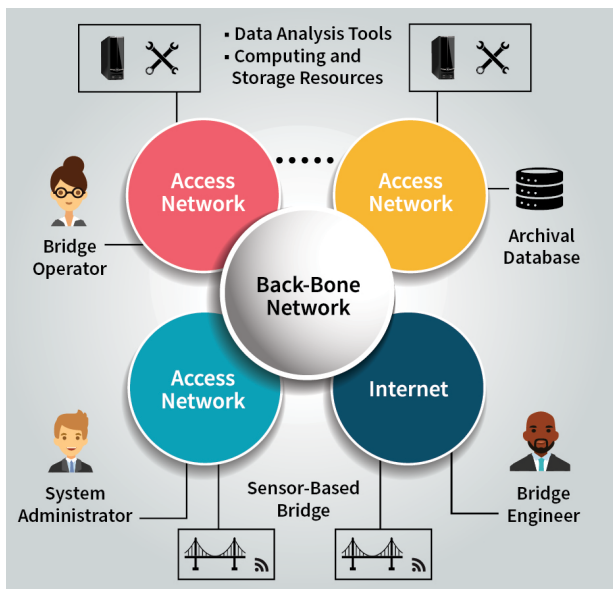 ▪ Data Analysis Tools
▪ Computing and
Storage Resources
Access
Network
Access
Network
Bridge
Operator
Archival
Database
Back-Bone
Network
Access
Network
Internet
System
Administrator
Sensor-Based
Bridge
Bridge
Engineer